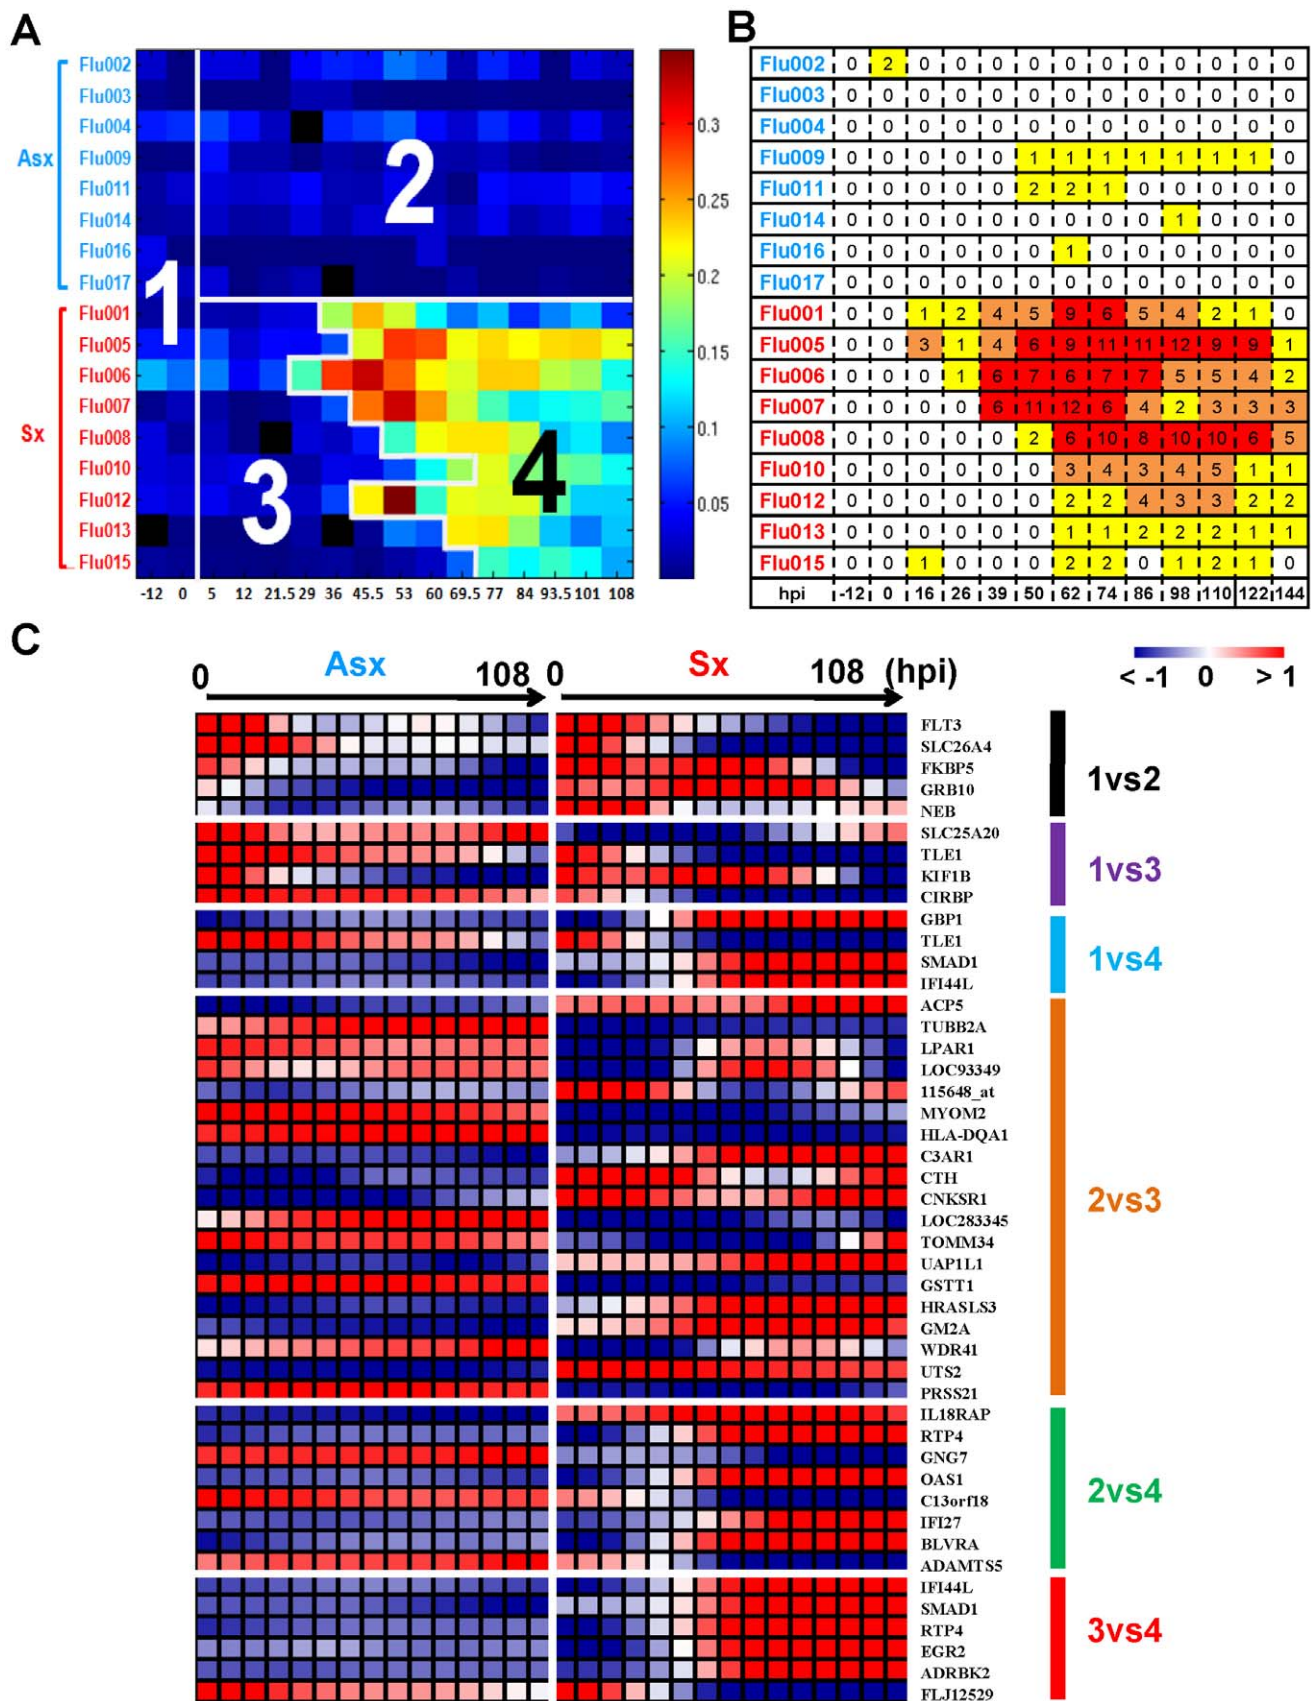 A
Asx
Sx
Flu002
Flu003
Flu004
Flu009
Flu011
Flu014
Flu016
Flu017
Flu001
Flu005
Flu006
Flu007
Flu008
Flu010
Flu012
Flu013
Flu015
1
2
3
4
-12 0 5 12 21.5 29 36 45.5 53 60 69.5 77 84 93.5 101 108
0.3
0.25
0.2
0.15
0.1
0.05
B
Flu002 0 2 0 0 0 0 0 0 0 0 0 0 0
Flu003 0 0 0 0 0 0 0 0 0 0 0 0 0
Flu004 0 0 0 0 0 0 0 0 0 0 0 0 0
Flu009 0 0 0 0 0 1 1 1 1 1 1 1 0
Flu011 0 0 0 0 0 2 2 1 0 0 0 0 0
Flu014 0 0 0 0 0 0 0 0 0 1 0 0 0
Flu016 0 0 0 0 0 0 1 0 0 0 0 0 0
Flu017 0 0 0 0 0 0 0 0 0 0 0 0 0
Flu001 0 0 1 2 4 5 9 6 5 4 2 1 0
Flu005 0 0 3 1 4 6 9 11 11 12 9 9 1
Flu006 0 0 0 1 6 7 6 7 7 5 5 4 2
Flu007 0 0 0 0 6 11 12 6 4 2 3 3 3
Flu008 0 0 0 0 0 2 6 10 8 10 10 6 5
Flu010 0 0 0 0 0 0 3 4 3 4 5 1 1
Flu012 0 0 0 0 0 0 2 2 4 3 3 2 2
Flu013 0 0 0 0 0 0 1 1 2 2 2 1 1
Flu015 0 0 1 0 0 0 2 2 0 1 2 1 0
hpi -12 0 16 26 39 50 62 74 86 98 110 122 144
C
0 Asx 108 0 Sx 108 (hpi)
< -1 0 > 1
FLT3
SLC26A4
FKBP5
GRB10
NEB
1vs2
SLC25A20
TLE1
KIF1B
CIRBP
1vs3
GBP1
TLE1
SMAD1
IFI44L
1vs4
ACP5
TUBB2A
LPAR1
LOC93349
115648_at
MYOM2
HLA-DQA1
C3AR1
CTH
CNKSR1
LOC283345
TOMM34
UAP1L1
GSTT1
HRASLS3
GM2A
WDR41
UTS2
PRSS21
2vs3
IL18RAP
RTP4
GNG7
OAS1
C13orf18
IFI27
BLVRA
ADAMTS5
2vs4
IFI44L
SMAD1
RTP4
EGR2
ADRBK2
FLJ12529
3vs4